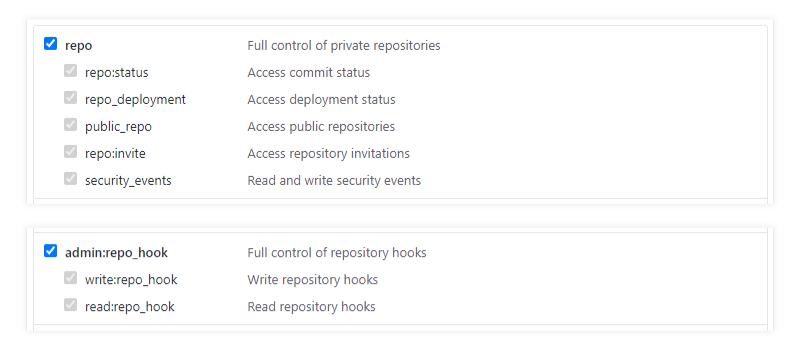 repo Full control of private repositories
repo:status Access commit status
repo_deployment Access deployment status
public_repo Access public repositories
repo:invite Access repository invitations
security_events Read and write security events
admin:repo_hook Full control of repository hooks
write:repo_hook Write repository hooks
read:repo_hook Read repository hooks